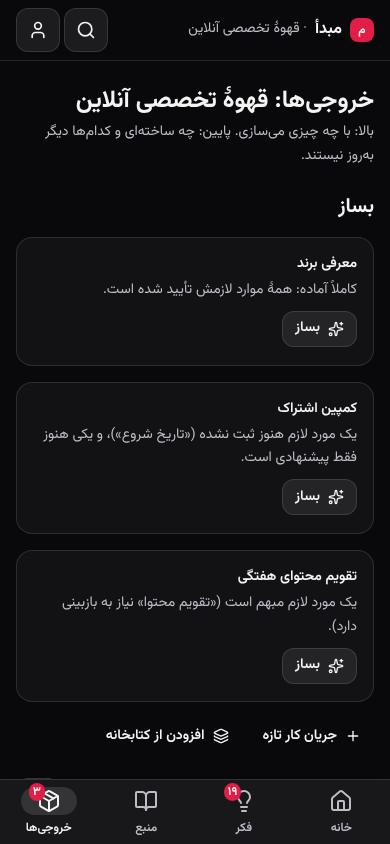 م مبدأ · قهوهٔ تخصصی آنلاین
خروجی‌ها: قهوهٔ تخصصی آنلاین
بالا: با چه چیزی می‌سازی. پایین: چه ساخته‌ای و کدام‌ها دیگر
به‌روز نیستند.
بساز
معرفی برند
کاملاً آماده: همهٔ موارد لازمش تأیید شده است.
بساز
کمپین اشتراک
یک مورد لازم هنوز ثبت نشده («تاریخ شروع»)، و یکی هنوز
فقط پیشنهادی است.
بساز
تقویم محتوای هفتگی
یک مورد لازم مبهم است («تقویم محتوا» نیاز به بازبینی
دارد).
بساز
جریان کار تازه
افزودن از کتابخانه
خانه
۱۹
فکر
منبع
۳
خروجی‌ها